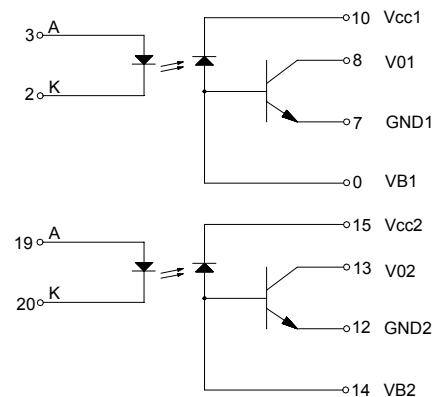 3 A 10 Vcc1
8 V01
2 K
7 GND1
0 VB1
15 Vcc2
19 A
13 V02
20 K
12 GND2
14 VB2